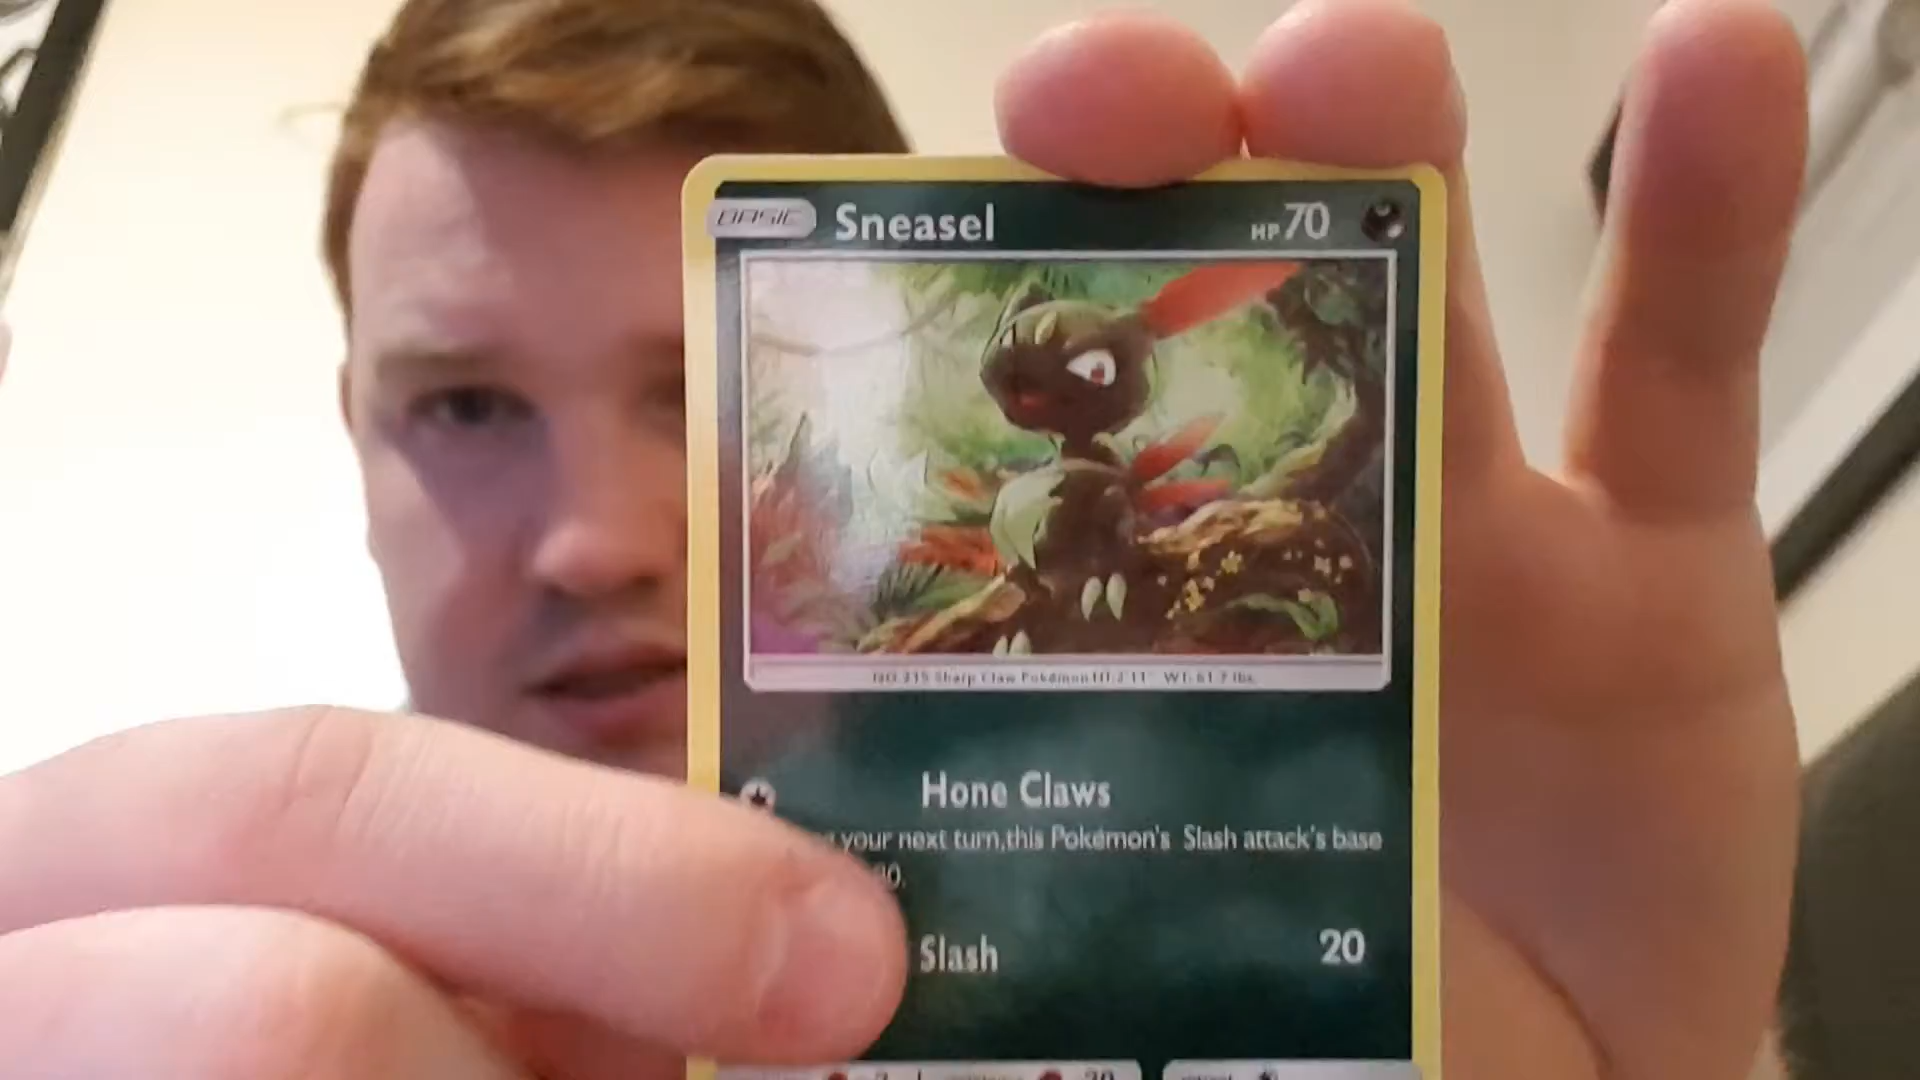 BASIC Sneasel HP70
NO. 215 Sharp Claw Pokémon HT. 2'11" WT. 61.7 lbs.
Hone Claws
your next turn,this Pokémon's Slash attack's base
Slash 20